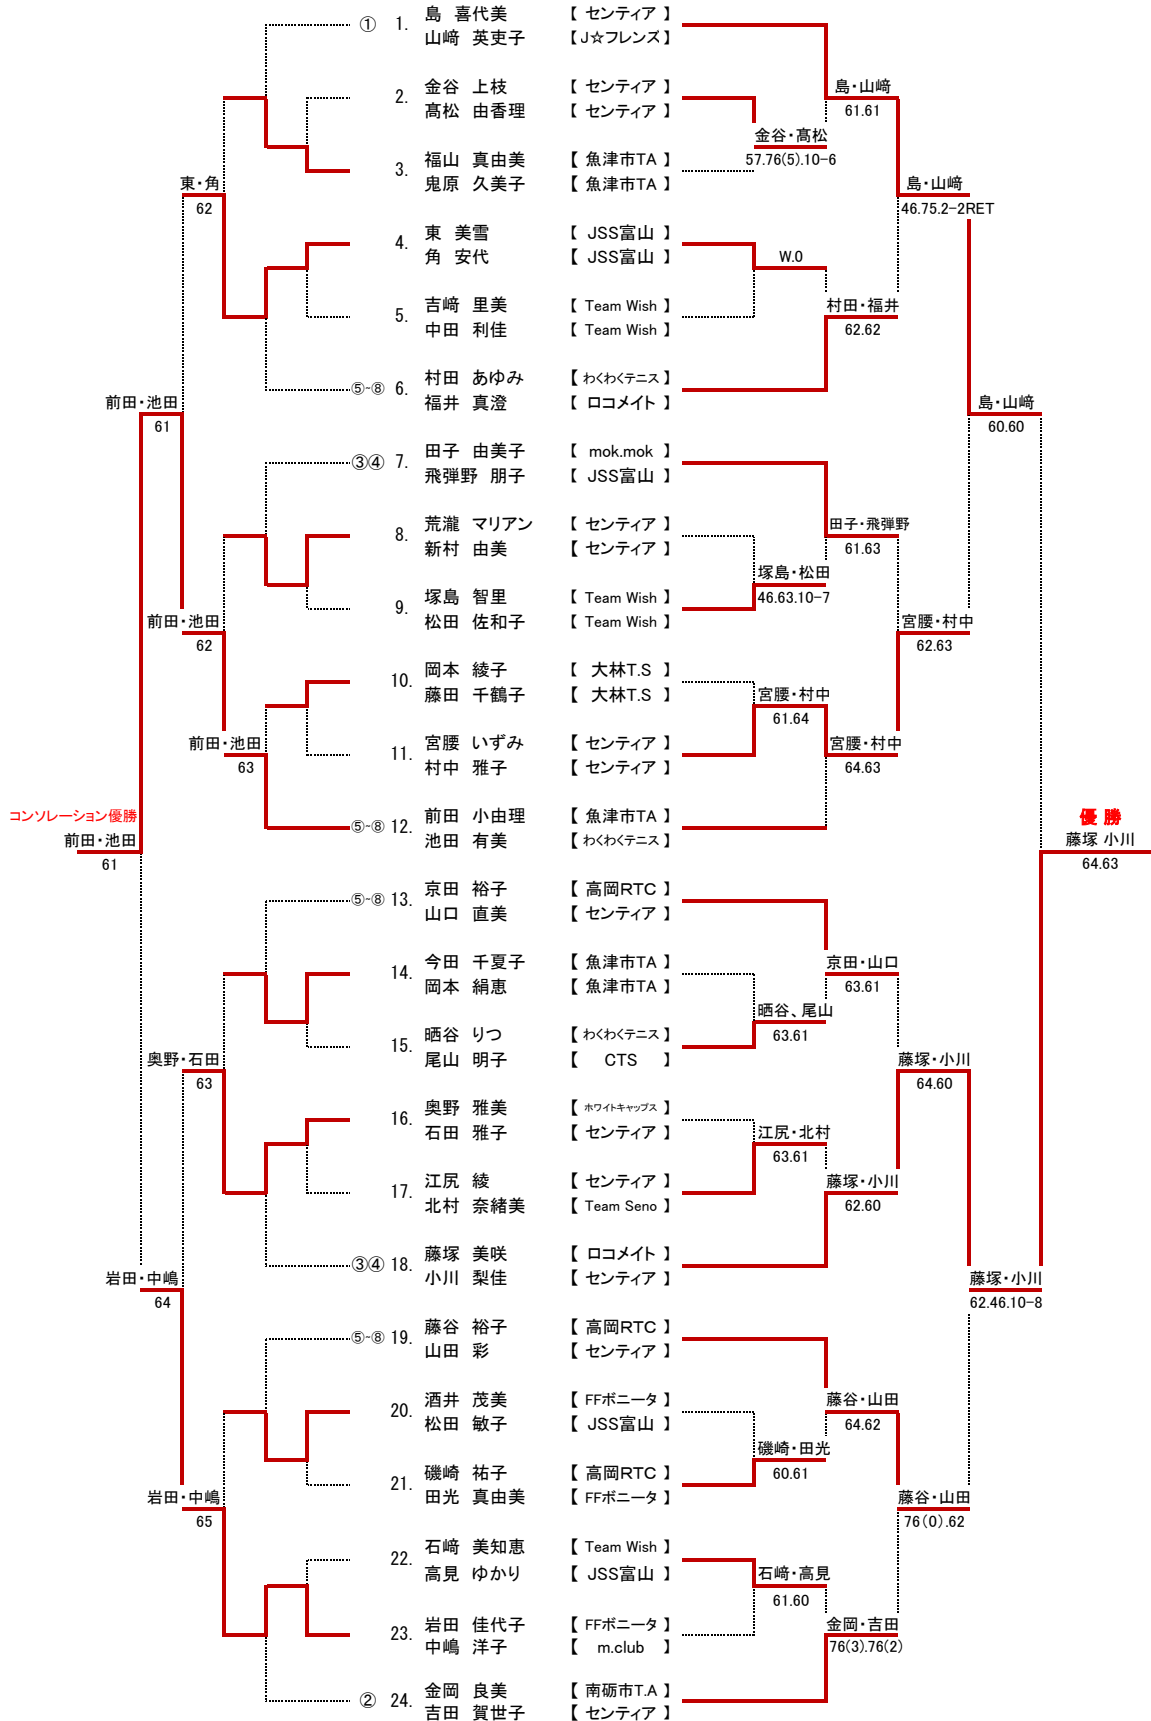 ① 1. 島 喜代美 【 センティア 】
山﨑 英吏子 【 J☆フレンズ 】
2. 金谷 上枝 【 センティア 】 島・山﨑
髙松 由香理 【 センティア 】 61.61
金谷・髙松
3. 福山 真由美 【 魚津市TA 】 57.76(5).10-6
東・角 鬼原 久美子 【 魚津市TA 】 島・山﨑
62 46.75.2-2RET
4. 東 美雪 【 JSS富山 】
角 安代 【 JSS富山 】 W.0
5. 吉﨑 里美 【 Team Wish 】 村田・福井
中田 利佳 【 Team Wish 】 62.62
⑤~⑧ 6. 村田 あゆみ 【 わくわくテニス 】
前田・池田 福井 真澄 【 ロコメイト 】 島・山﨑
61 60.60
③④ 7. 田子 由美子 【 mok.mok 】
飛弾野 朋子 【 JSS富山 】
8. 荒瀧 マリアン 【 センティア 】 田子・飛弾野
新村 由美 【 センティア 】 61.63
塚島・松田
9. 塚島 智里 【 Team Wish 】 46.63.10-7
前田・池田 松田 佐和子 【 Team Wish 】 宮腰・村中
62 62.63
10. 岡本 綾子 【 大林T.S 】
藤田 千鶴子 【 大林T.S 】 宮腰・村中
61.64
前田・池田 11. 宮腰 いずみ 【 センティア 】 宮腰・村中
63 村中 雅子 【 センティア 】 64.63
コンソレーション優勝 ⑤~⑧ 12. 前田 小由理 【 魚津市TA 】 優 勝
前田・池田 池田 有美 【 わくわくテニス 】 藤塚 小川
61 64.63
⑤~⑧ 13. 京田 裕子 【 高岡RTC 】
山口 直美 【 センティア 】
14. 今田 千夏子 【 魚津市TA 】 京田・山口
岡本 絹恵 【 魚津市TA 】 63.61
晒谷、尾山
15. 晒谷 りつ 【 わくわくテニス 】 63.61
奥野・石田 尾山 明子 【 CTS 】 藤塚・小川
63 64.60
16. 奥野 雅美 【 ホワイトキャップス 】
石田 雅子 【 センティア 】 江尻・北村
63.61
17. 江尻 綾 【 センティア 】 藤塚・小川
北村 奈緒美 【 Team Seno 】 62.60
③④ 18. 藤塚 美咲 【 ロコメイト 】
岩田・中嶋 小川 梨佳 【 センティア 】 藤塚・小川
64 62.46.10-8
⑤~⑧ 19. 藤谷 裕子 【 高岡RTC 】
山田 彩 【 センティア 】
20. 酒井 茂美 【 FFボニータ 】 藤谷・山田
松田 敏子 【 JSS富山 】 64.62
磯崎・田光
21. 磯崎 祐子 【 高岡RTC 】 60.61
岩田・中嶋 田光 真由美 【 FFボニータ 】 藤谷・山田
65 76(0).62
22. 石﨑 美知恵 【 Team Wish 】
高見 ゆかり 【 JSS富山 】 石﨑・高見
61.60
23. 岩田 佳代子 【 FFボニータ 】 金岡・吉田
中嶋 洋子 【 m.club 】 76(3).76(2)
② 24. 金岡 良美 【 南砺市T.A 】
吉田 賀世子 【 センティア 】